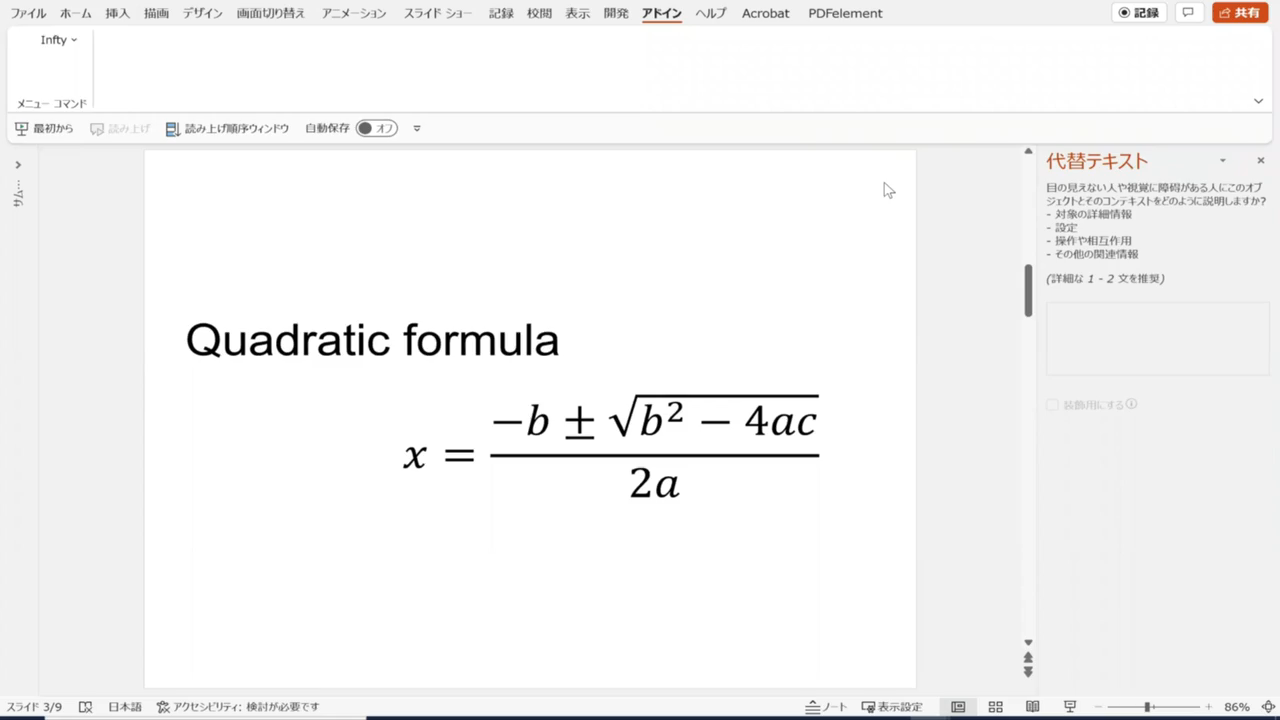 ファイル ホーム 挿入 描画 デザイン 画面切り替え アニメーション スライド ショー 記録 校閲 表示 開発 アドイン ヘルプ Acrobat PDFelement 記録 共有
Infty
メニュー コマンド
最初から 読み上げ 読み上げ順序ウィンドウ 自動保存 オフ
サム...
Quadratic formula
x = (−b ± √(b² − 4ac)) / 2a
代替テキスト
目の見えない人や視覚に障碍がある人にこのオブ
ジェクトとそのコンテキストをどのように説明しますか?
- 対象の詳細情報
- 設定
- 操作や相互作用
- その他の関連情報
(詳細な 1 - 2 文を推奨)
装飾用にする
スライド 3/9 日本語 アクセシビリティ: 検討が必要です ノート 表示設定 86%